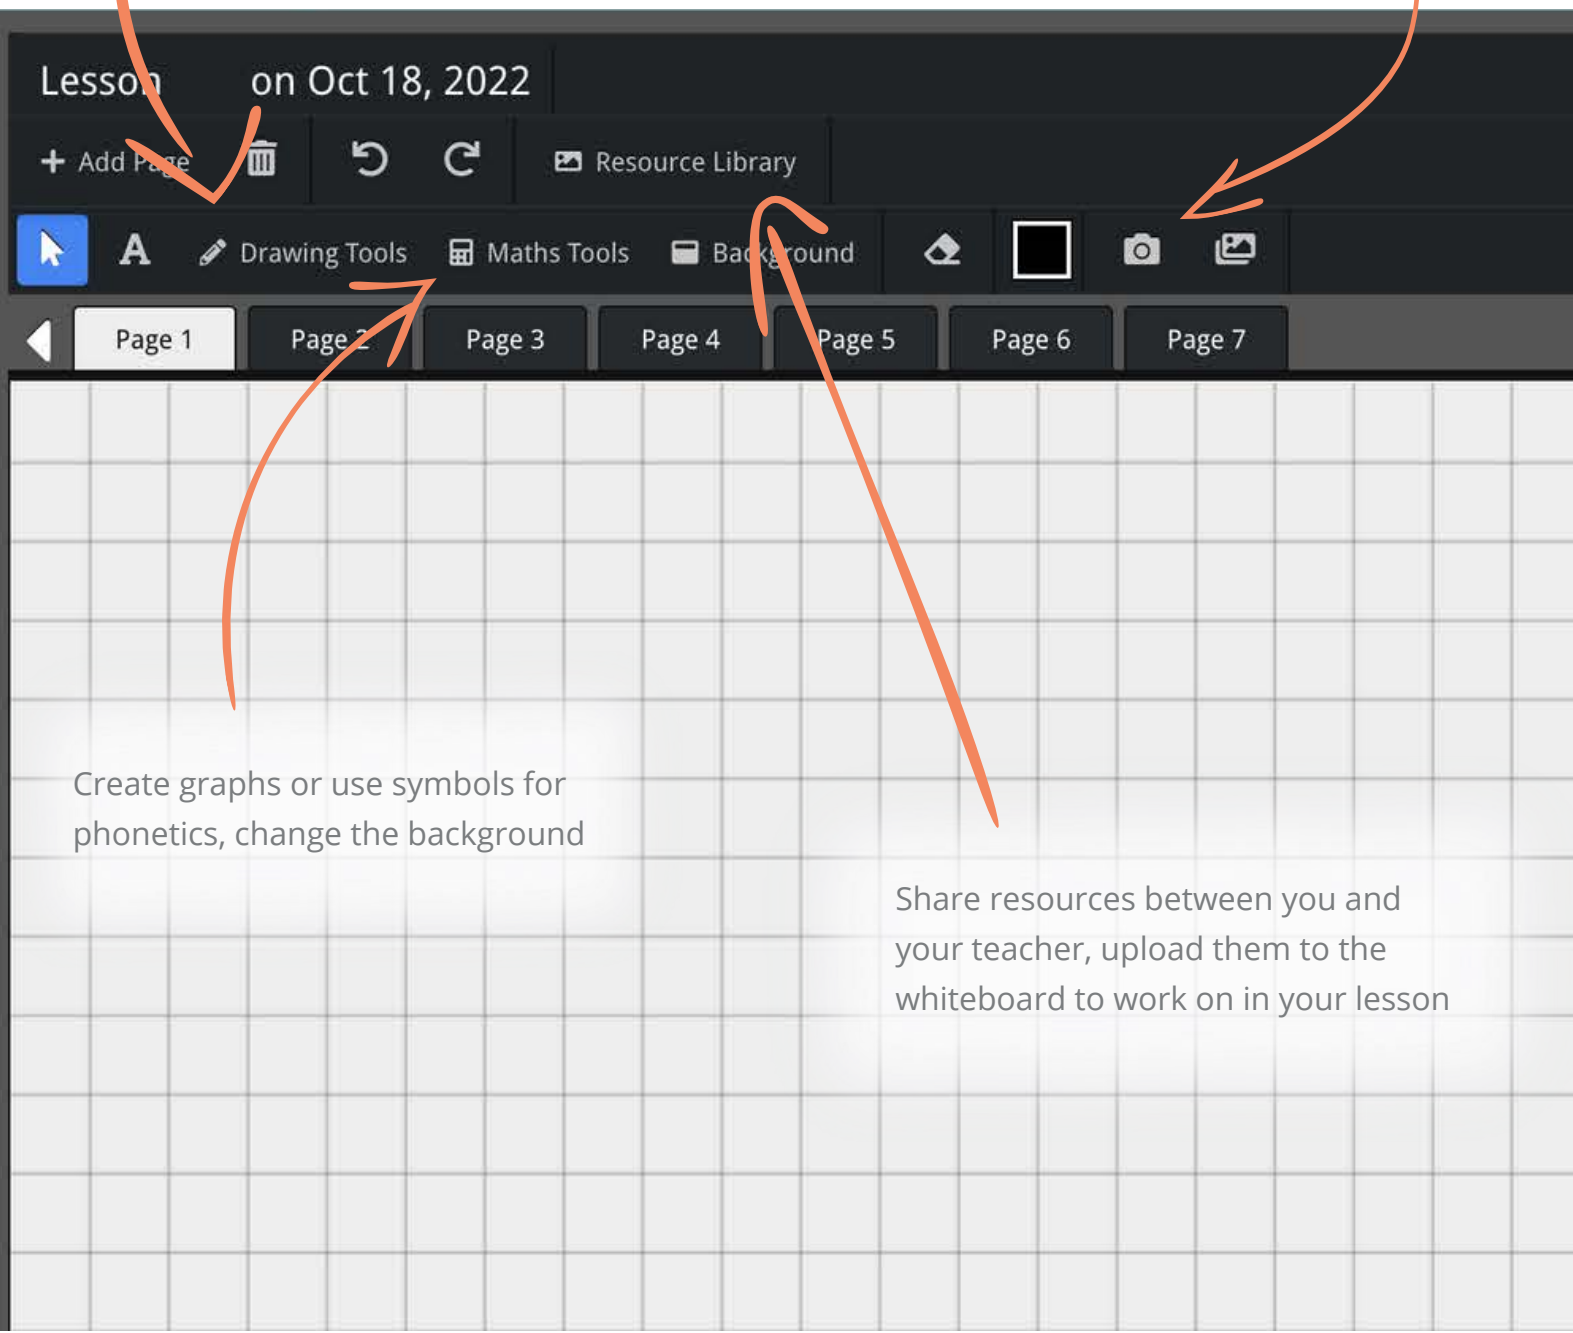 Lesson on Oct 18, 2022
Add Page
Resource Library
A Drawing Tools Maths Tools Background
Page 1 Page 2 Page 3 Page 4 Page 5 Page 6 Page 7
Create graphs or use symbols for
phonetics, change the background
Share resources between you and
your teacher, upload them to the
whiteboard to work on in your lesson